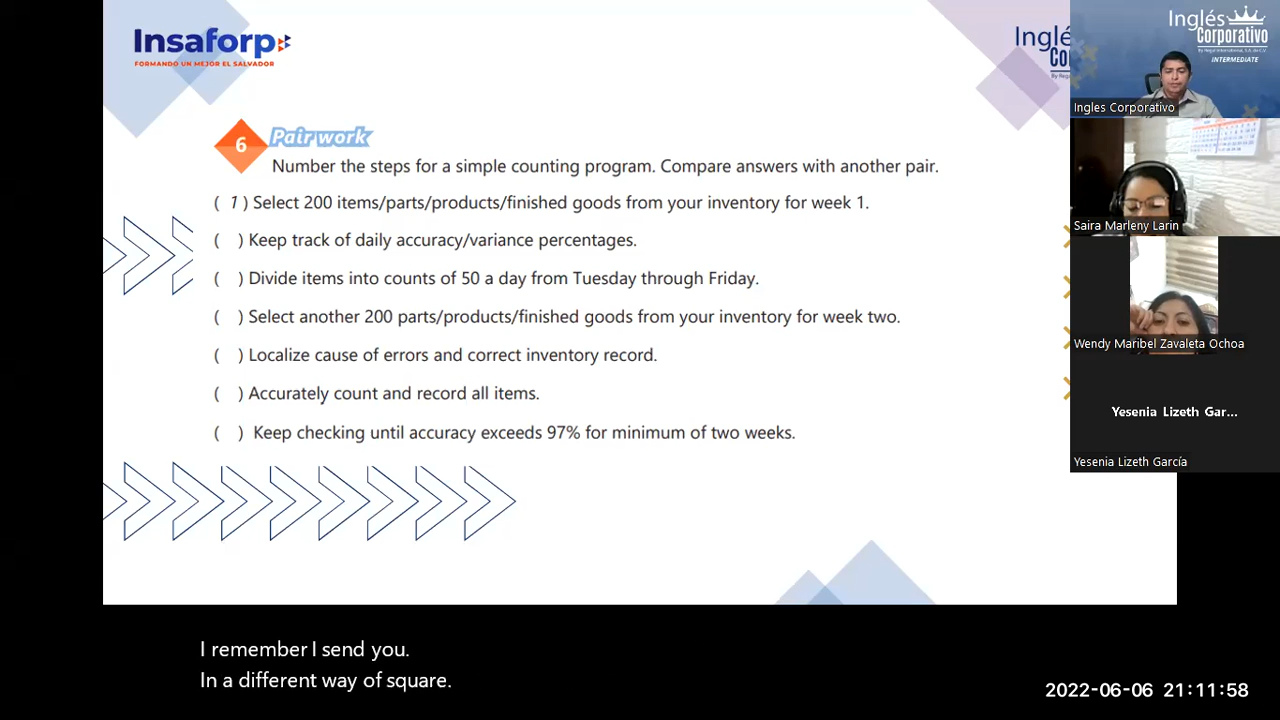 Insaforp
FORMANDO UN MEJOR EL SALVADOR
Inglés
Corporativo
By Regal International, S.A. de C.V.
INTERMEDIATE
Ingles Corporativo
6 Pair work
Number the steps for a simple counting program. Compare answers with another pair.
( 1 ) Select 200 items/parts/products/finished goods from your inventory for week 1.
( ) Keep track of daily accuracy/variance percentages.
( ) Divide items into counts of 50 a day from Tuesday through Friday.
( ) Select another 200 parts/products/finished goods from your inventory for week two.
( ) Localize cause of errors and correct inventory record.
( ) Accurately count and record all items.
( ) Keep checking until accuracy exceeds 97% for minimum of two weeks.
Saira Marleny Larin
Wendy Maribel Zavaleta Ochoa
Yesenia Lizeth Gar...
Yesenia Lizeth García
I remember I send you.
In a different way of square.
2022-06-06 21:11:58